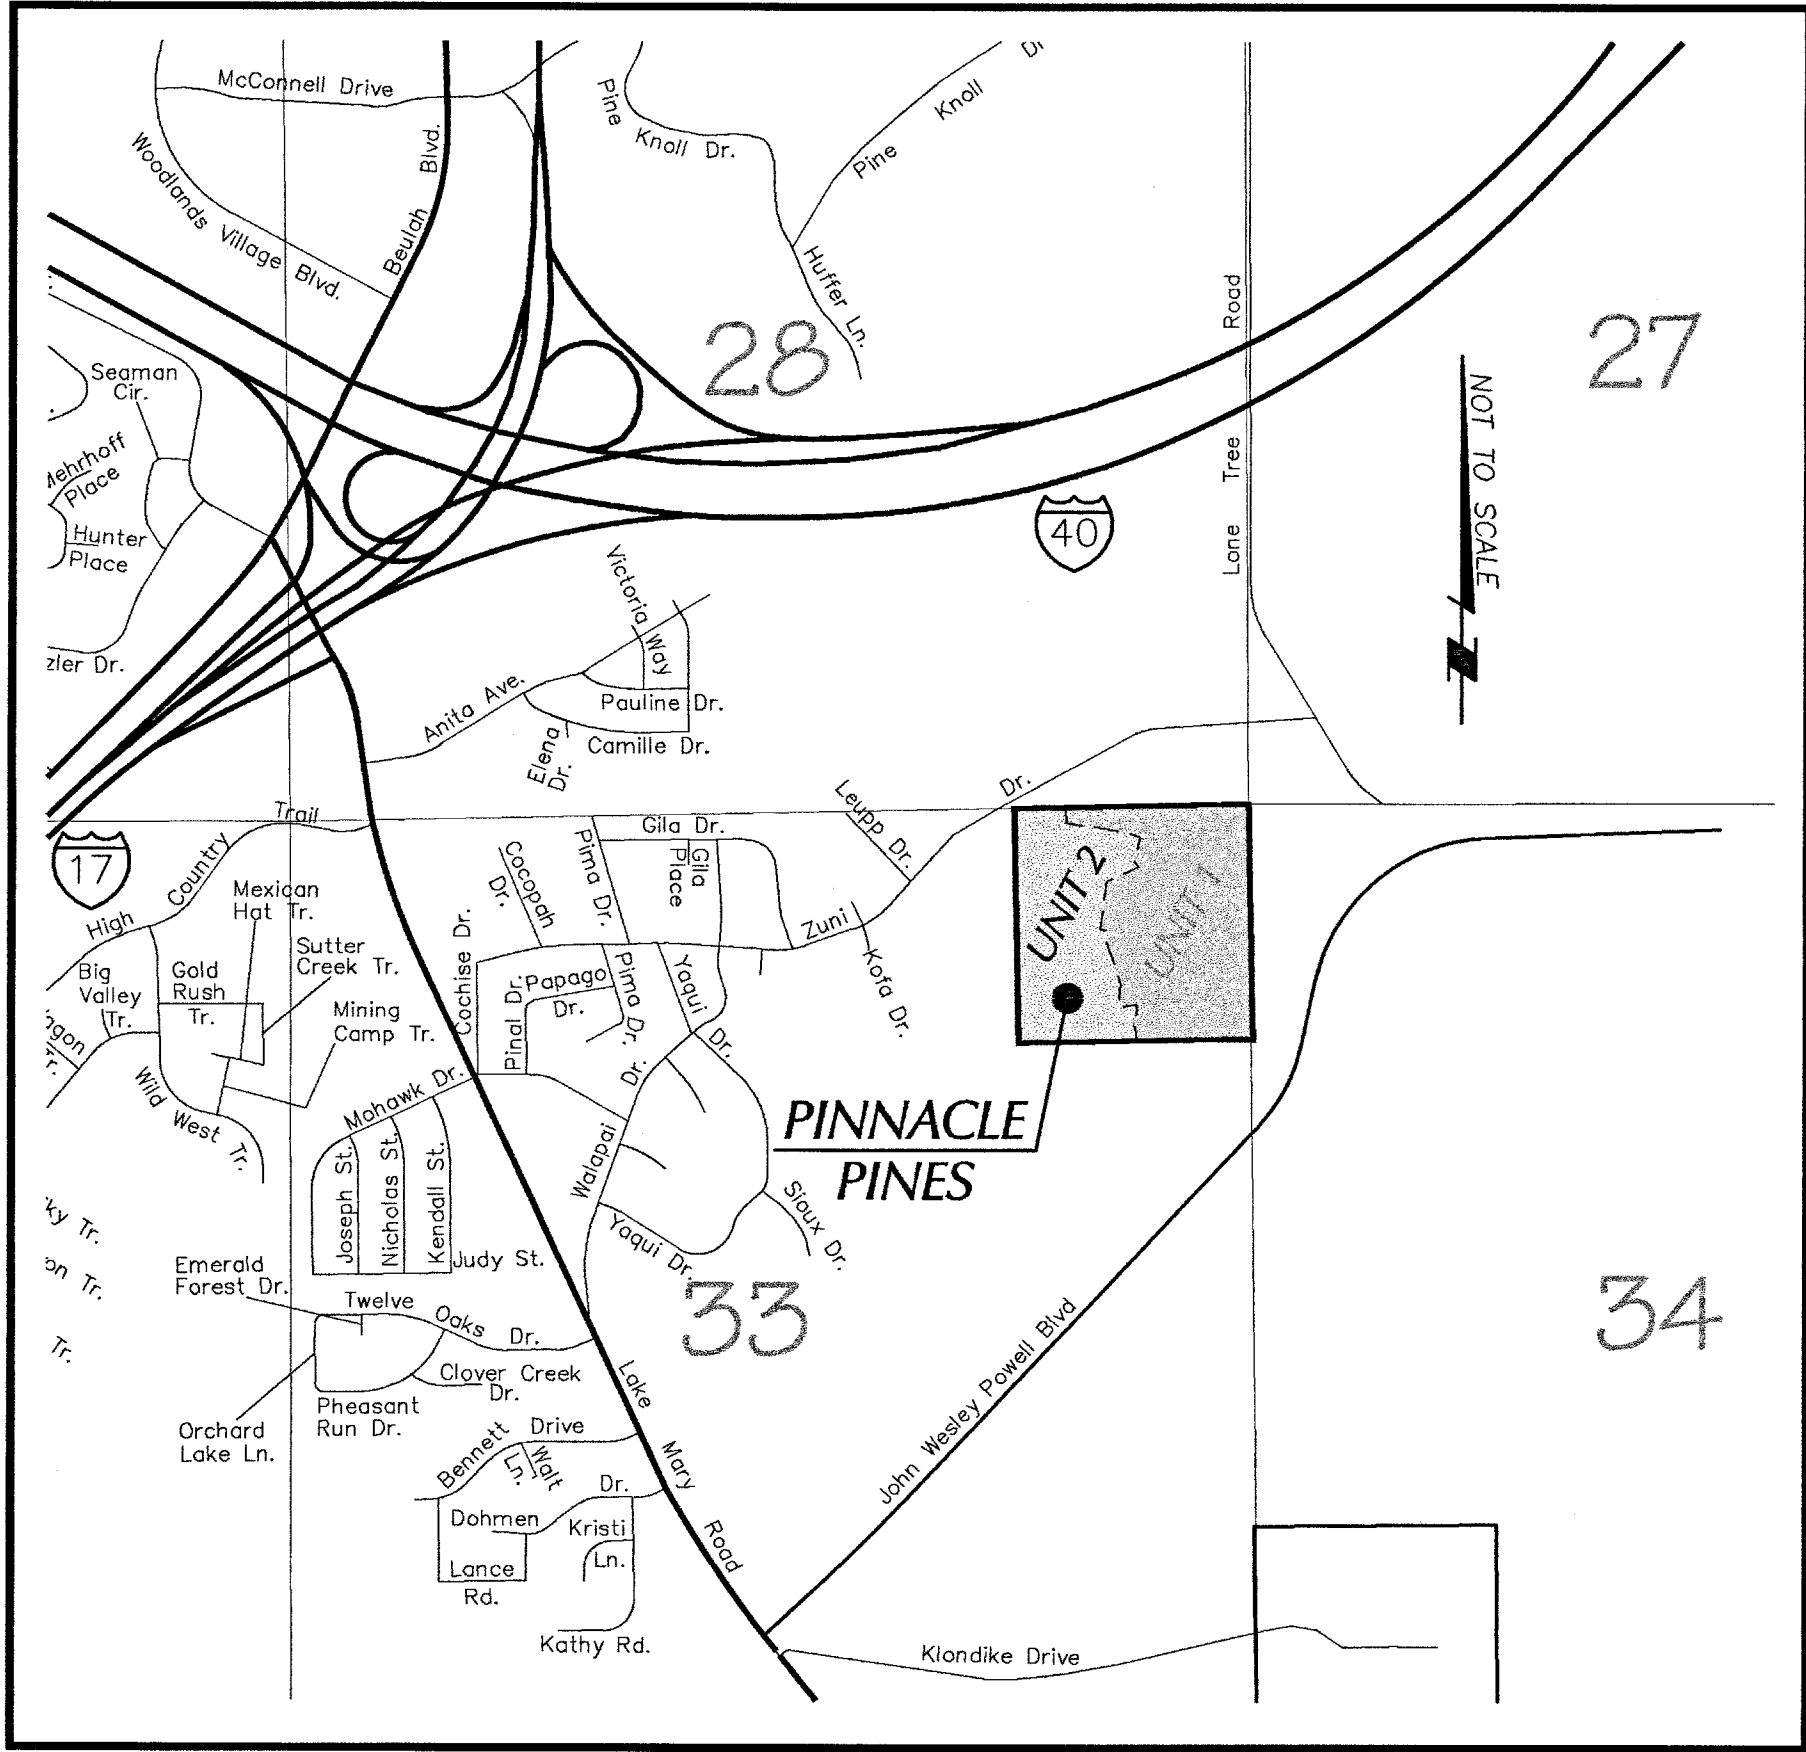 McConnell Drive
Woodlands Village Blvd.
Beulah Blvd.
Pine Knoll Dr.
Pine Knoll
Huffer Ln.
28
27
Lone Tree Road
NOT TO SCALE
N
40
Seaman
Cir.
Mehrhoff
Place
Hunter
Place
zler Dr.
Victoria Way
Anita Ave.
Pauline Dr.
Elena
Dr.
Camille Dr.
17
High Country Trail
Mexican
Hat Tr.
Sutter
Creek Tr.
Big
Valley
Tr.
Gold
Rush
Tr.
Mining
Camp Tr.
agon
Tr.
Wild West Tr.
Cocopah
Dr.
Pima Dr.
Gila Dr.
Gila
Place
Leupp Dr.
Zuni Dr.
Kofa Dr.
Cochise Dr.
Pinal Dr.
Papago
Dr.
Pima Dr.
Yaqui Dr.
UNIT 2
UNIT 1
PINNACLE
PINES
Mohawk Dr.
Joseph St.
Nicholas St.
Kendall St.
Judy St.
Walapai Dr.
Yaqui Dr.
Sioux Dr.
33
34
ky Tr.
on Tr.
Tr.
Emerald
Forest Dr.
Twelve Oaks Dr.
Clover Creek
Dr.
Pheasant
Run Dr.
Orchard
Lake Ln.
Bennett Drive
Walt
Ln.
Dohmen Dr.
Kristi
Ln.
Lance
Rd.
Kathy Rd.
Lake Mary Road
John Wesley Powell Blvd
Klondike Drive